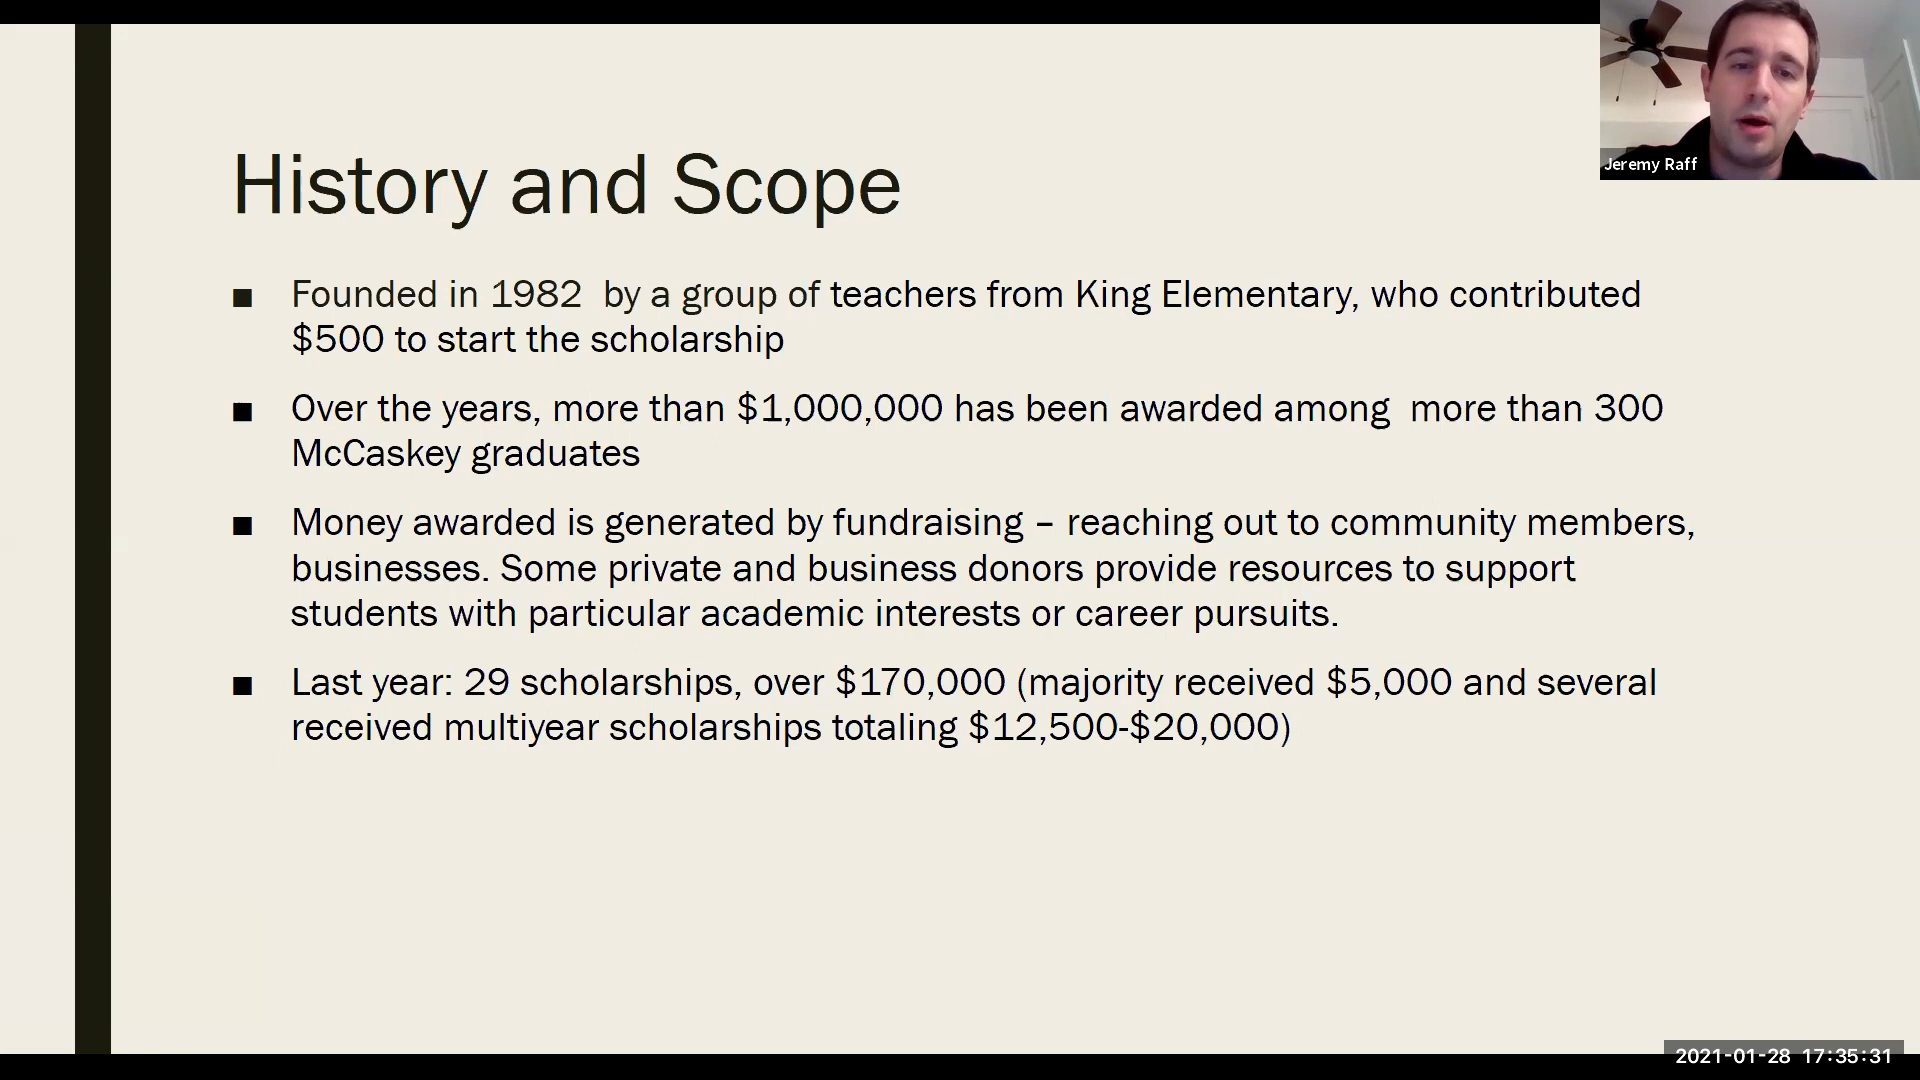 Jeremy Raff
History and Scope
■ Founded in 1982  by a group of teachers from King Elementary, who contributed
$500 to start the scholarship
■ Over the years, more than $1,000,000 has been awarded among  more than 300
McCaskey graduates
■ Money awarded is generated by fundraising – reaching out to community members,
businesses. Some private and business donors provide resources to support
students with particular academic interests or career pursuits.
■ Last year: 29 scholarships, over $170,000 (majority received $5,000 and several
received multiyear scholarships totaling $12,500-$20,000)
2021-01-28 17:35:31